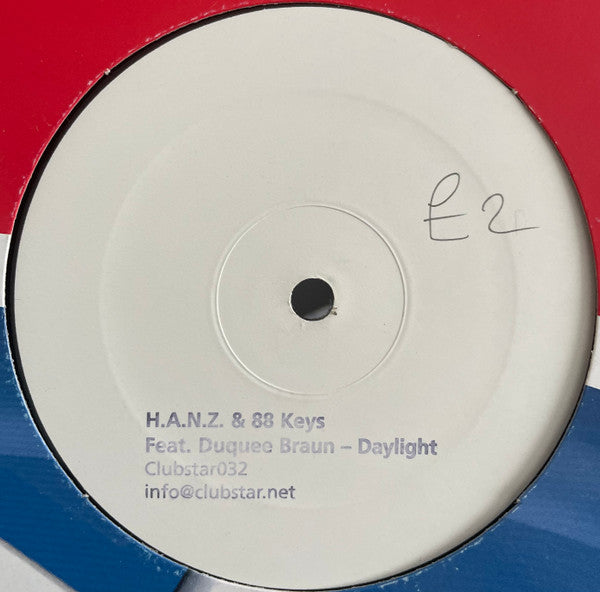 £2
H.A.N.Z. & 88 Keys
Feat. Duquee Braun – Daylight
Clubstar032
info@clubstar.net